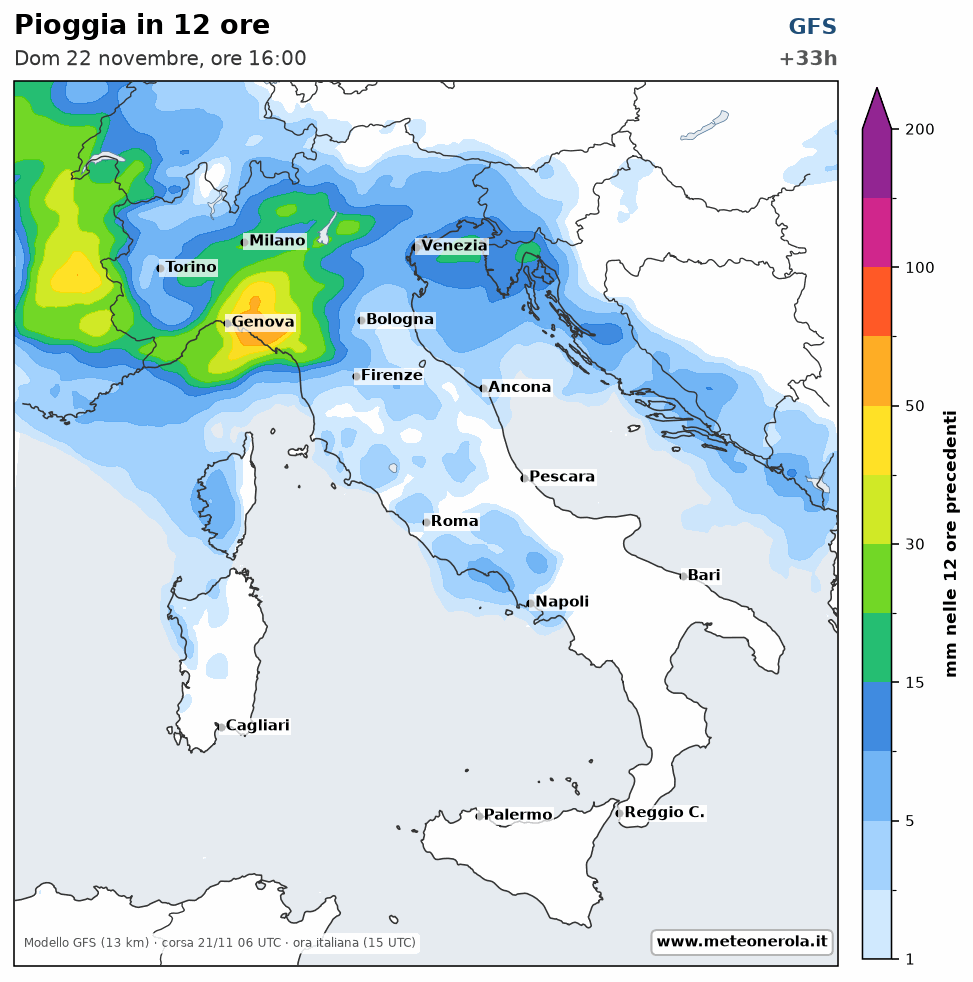 Pioggia in 12 ore
GFS
Dom 22 novembre, ore 16:00
+33h
200
100
50
30
15
5
1
mm nelle 12 ore precedenti
Milano
Venezia
Torino
Genova
Bologna
Firenze
Ancona
Pescara
Roma
Bari
Napoli
Cagliari
Palermo
Reggio C.
Modello GFS (13 km) · corsa 21/11 06 UTC · ora italiana (15 UTC)
www.meteonerola.it